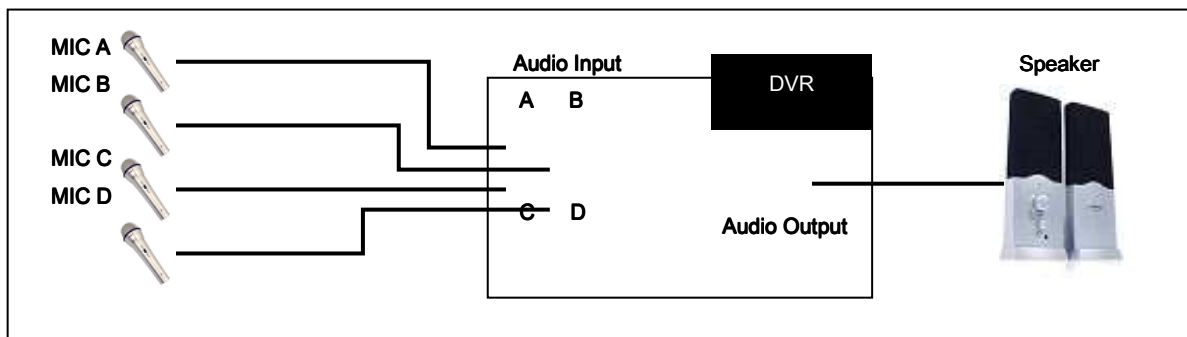 MIC A
MIC B
MIC C
MIC D
Audio Input
A B
C D
DVR
Audio Output
Speaker